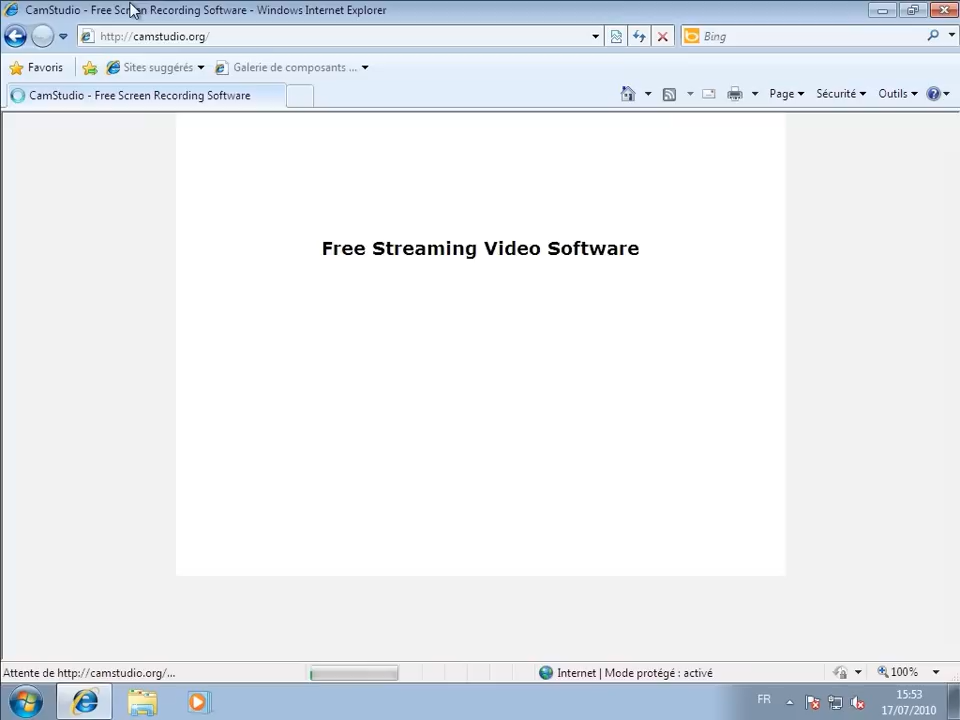 CamStudio - Free Screen Recording Software - Windows Internet Explorer
http://camstudio.org/
Bing
Favoris
Sites suggérés
Galerie de composants ...
CamStudio - Free Screen Recording Software
Page
Sécurité
Outils
Free Streaming Video Software
Attente de http://camstudio.org/...
Internet | Mode protégé : activé
100%
FR
15:53
17/07/2010